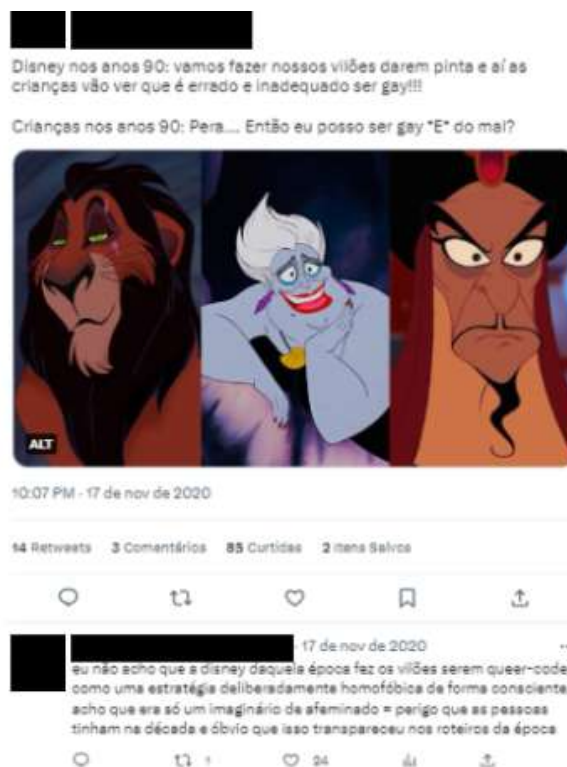 Disney nos anos 90: vamos fazer nossos vilões darem pinta e aí as
crianças vão ver que é errado e inadequado ser gay!!!
Crianças nos anos 90: Pera.... Então eu posso ser gay *E* do mal?
ALT
10:07 PM · 17 de nov de 2020
14 Retweets 3 Comentários 85 Curtidas 2 Itens Salvos
· 17 de nov de 2020
eu não acho que a disney daquela época fez os vilões serem queer-code
como uma estratégia deliberadamente homofóbica de forma consciente
acho que era só um imaginário de afeminado = perigo que as pessoas
tinham na década e óbvio que isso transpareceu nos roteiros da época
1 24